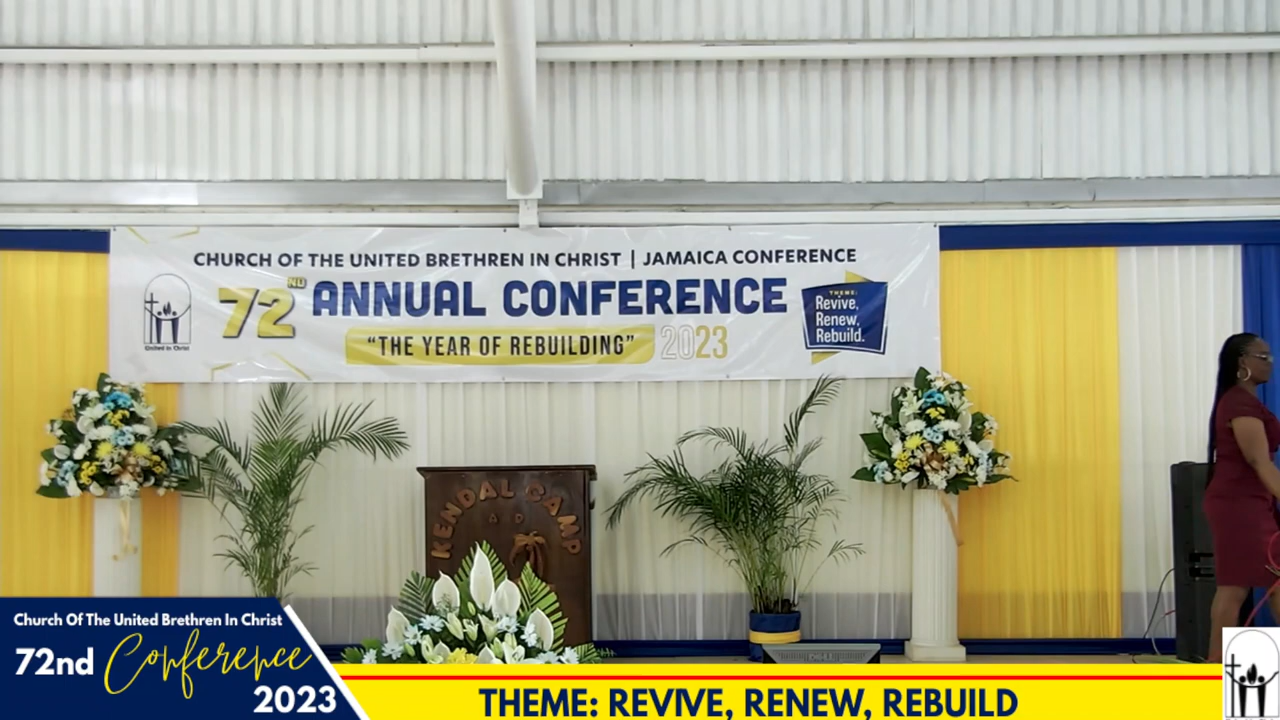 CHURCH OF THE UNITED BRETHREN IN CHRIST | JAMAICA CONFERENCE
72ND ANNUAL CONFERENCE
"THE YEAR OF REBUILDING" 2023
THEME:
Revive,
Renew,
Rebuild.
United in Christ
KENDAL CAMP
A D
Church Of The United Brethren In Christ
72nd Conference
2023
THEME: REVIVE, RENEW, REBUILD